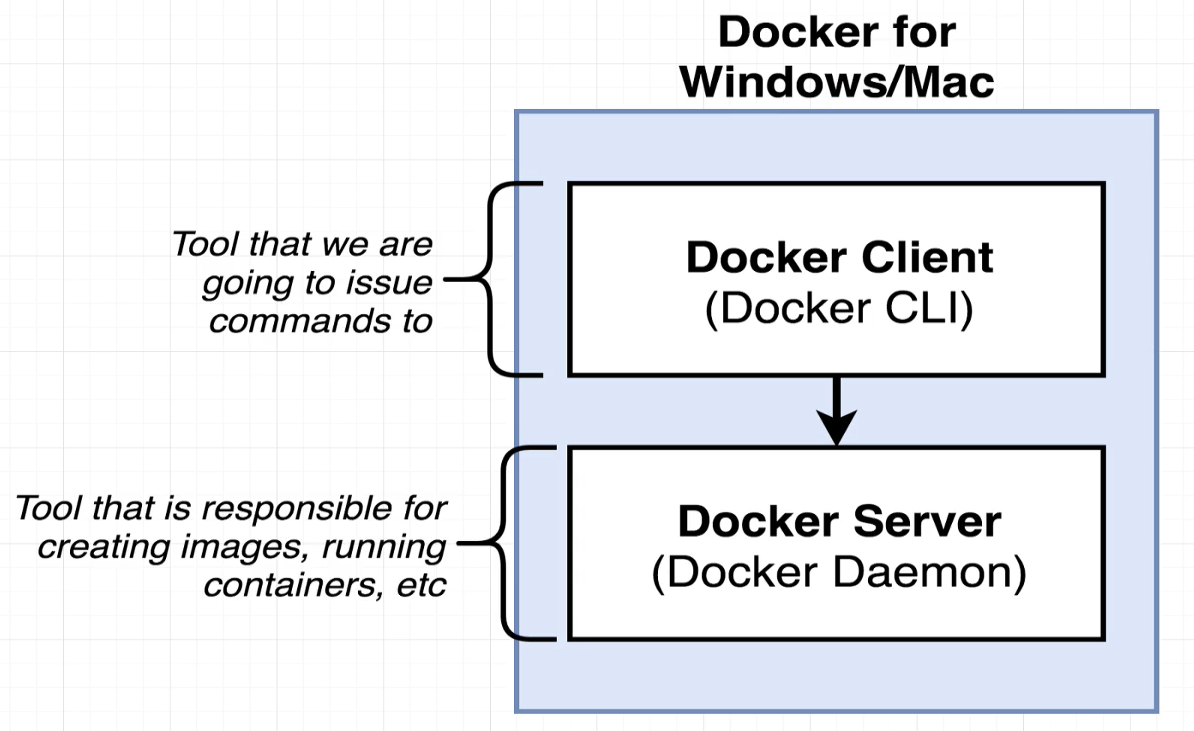 Docker for
Windows/Mac
Tool that we are
going to issue
commands to
Docker Client
(Docker CLI)
Tool that is responsible for
creating images, running
containers, etc
Docker Server
(Docker Daemon)